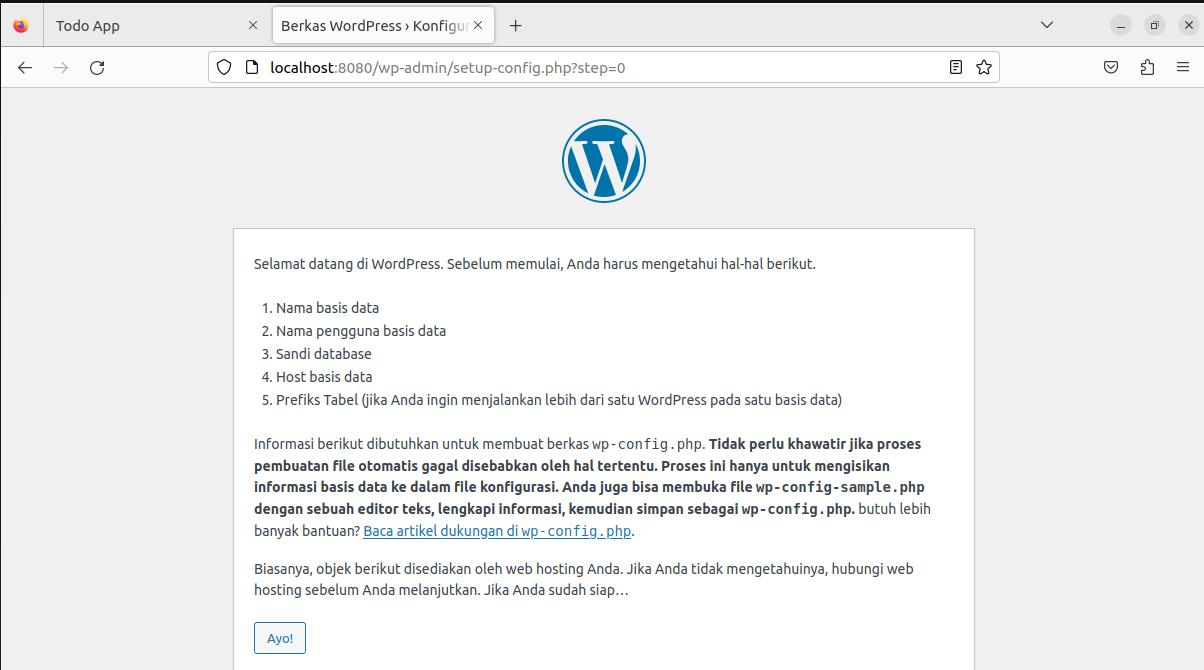 Todo App
Berkas WordPress › Konfigur
localhost:8080/wp-admin/setup-config.php?step=0
Selamat datang di WordPress. Sebelum memulai, Anda harus mengetahui hal-hal berikut.
1. Nama basis data
2. Nama pengguna basis data
3. Sandi database
4. Host basis data
5. Prefiks Tabel (jika Anda ingin menjalankan lebih dari satu WordPress pada satu basis data)
Informasi berikut dibutuhkan untuk membuat berkas wp-config.php. Tidak perlu khawatir jika proses
pembuatan file otomatis gagal disebabkan oleh hal tertentu. Proses ini hanya untuk mengisikan
informasi basis data ke dalam file konfigurasi. Anda juga bisa membuka file wp-config-sample.php
dengan sebuah editor teks, lengkapi informasi, kemudian simpan sebagai wp-config.php. butuh lebih
banyak bantuan? Baca artikel dukungan di wp-config.php.
Biasanya, objek berikut disediakan oleh web hosting Anda. Jika Anda tidak mengetahuinya, hubungi web
hosting sebelum Anda melanjutkan. Jika Anda sudah siap…
Ayo!